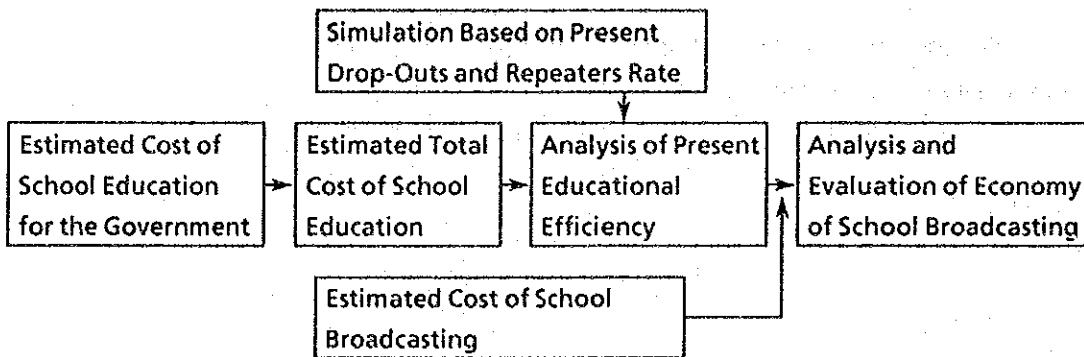 Simulation Based on Present
Drop-Outs and Repeaters Rate
Estimated Cost of
School Education
for the Government
Estimated Total
Cost of School
Education
Analysis of Present
Educational
Efficiency
Analysis and
Evaluation of Economy
of School Broadcasting
Estimated Cost of School
Broadcasting